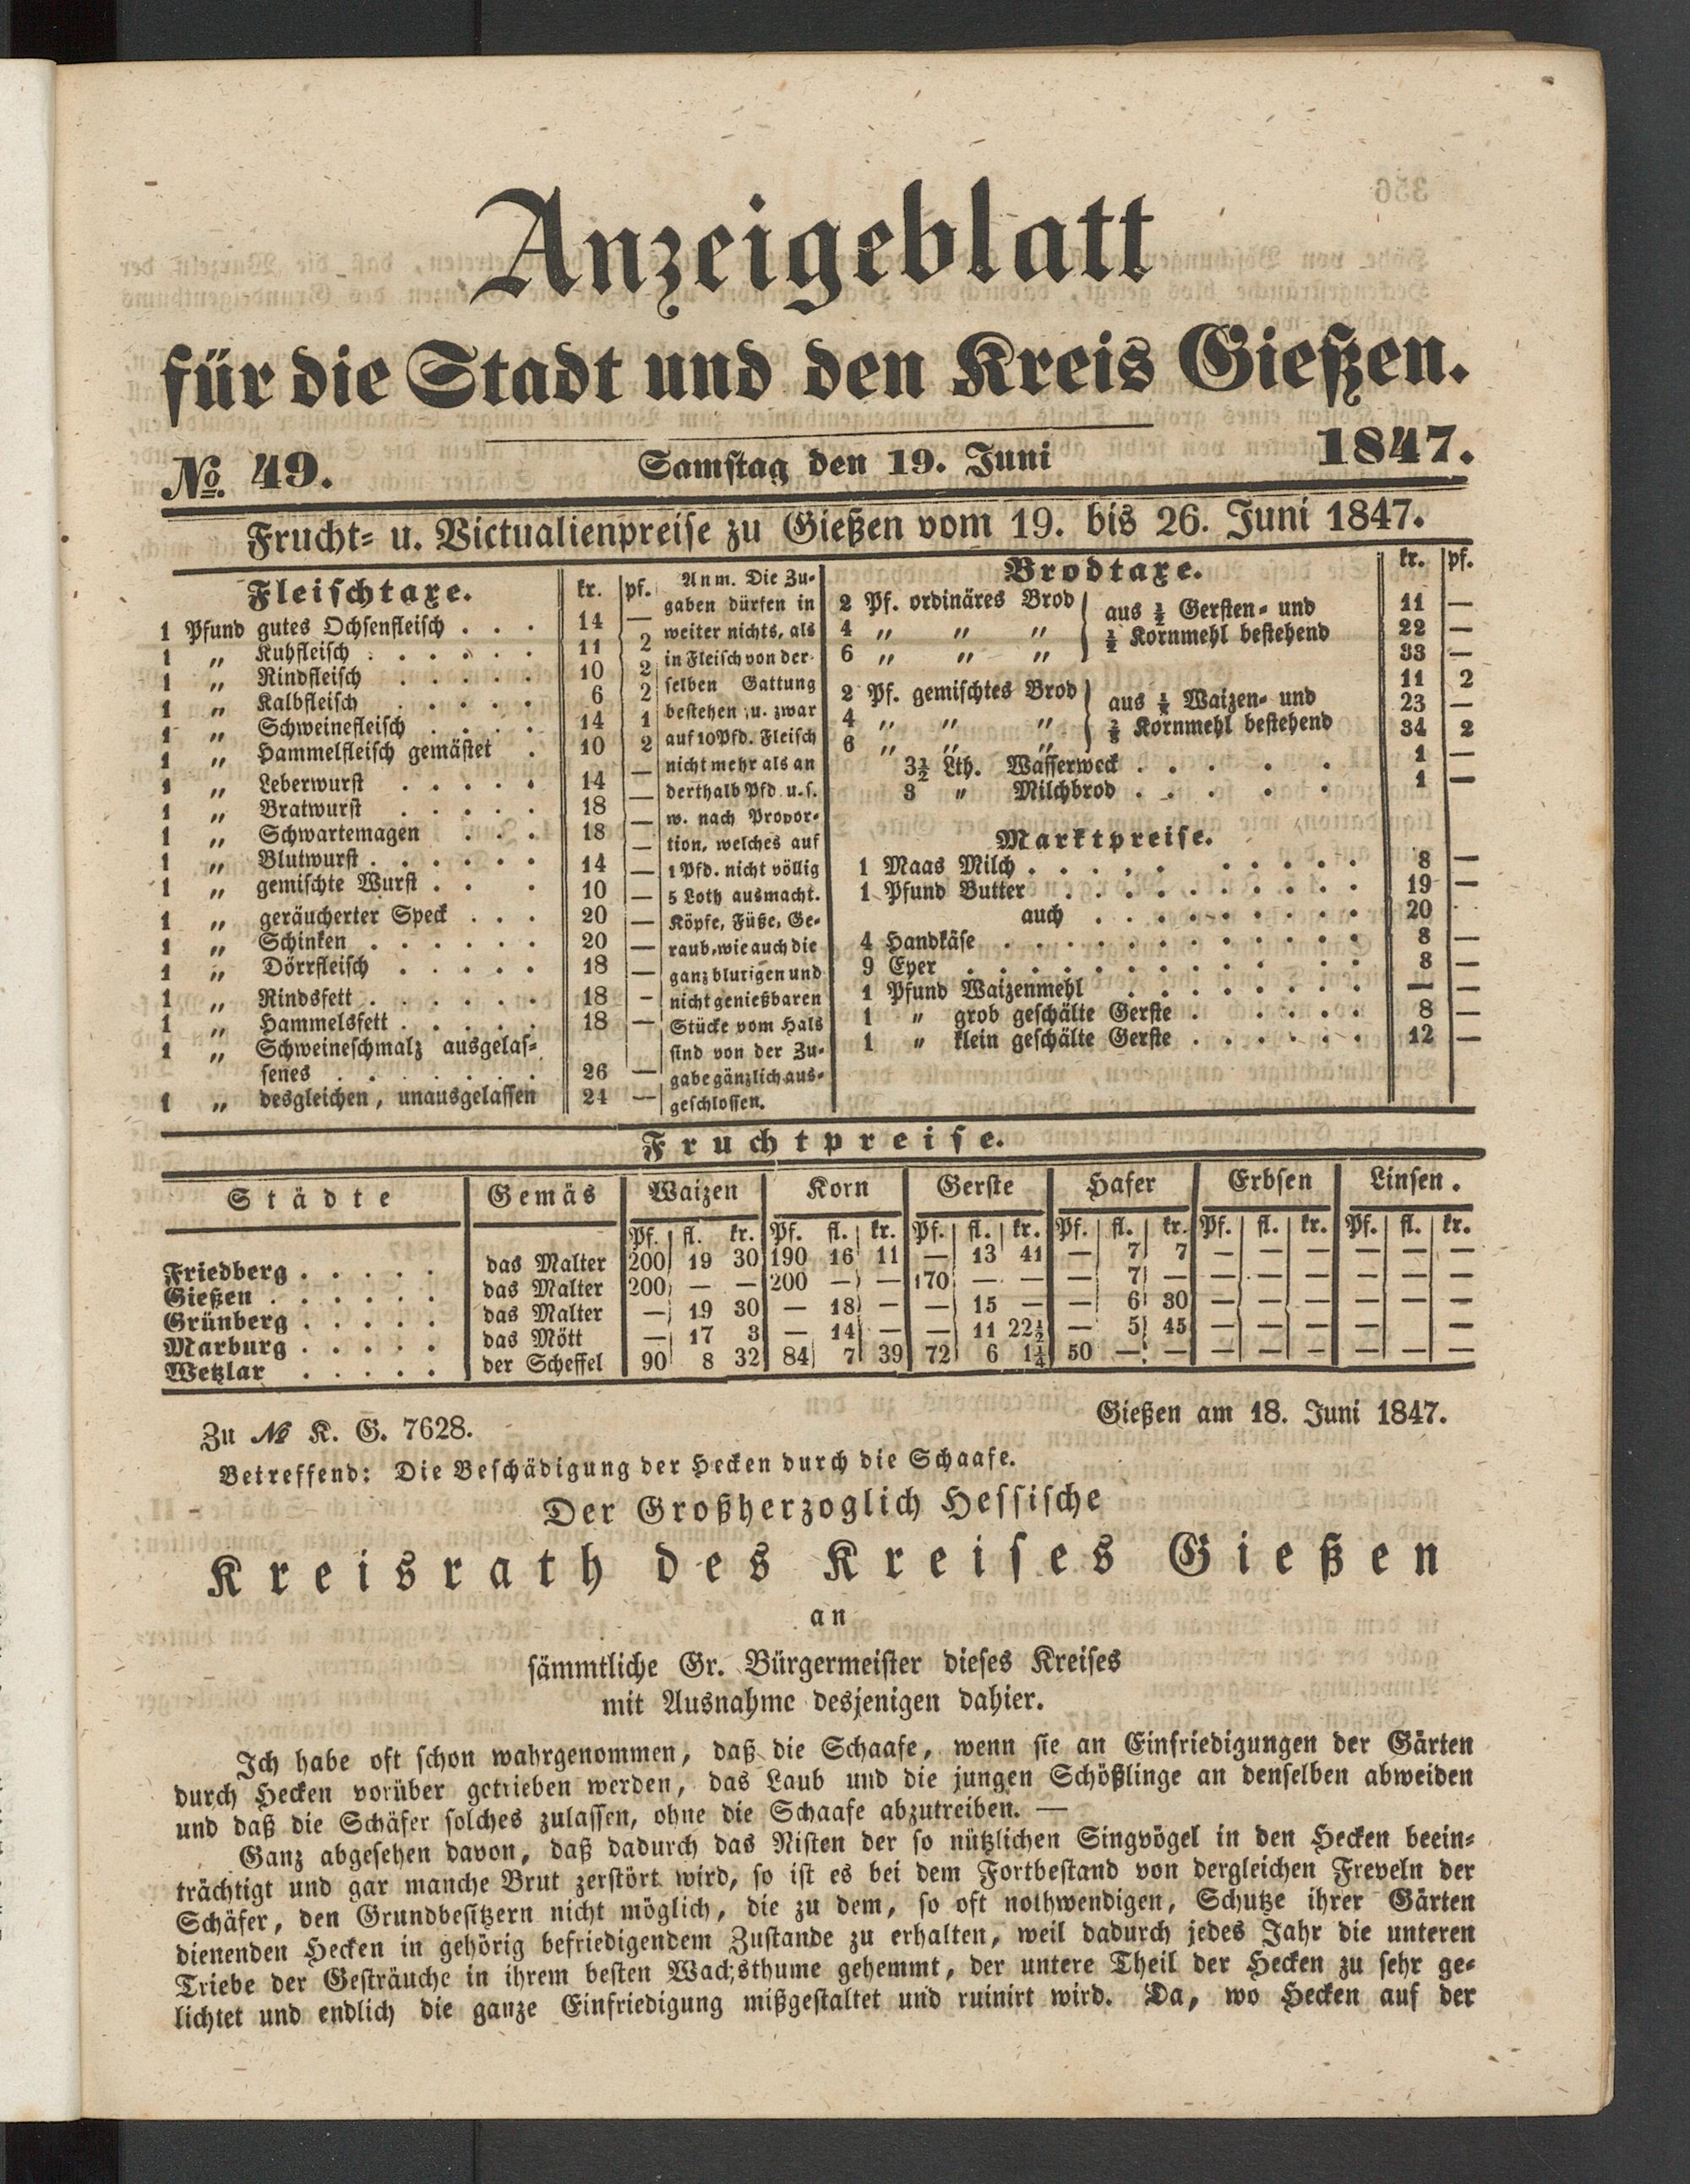 Anzeigeblatt
für die Stadt und den Kreis Gießen.
No. 49. Samstag den 19. Juni 1847.
Frucht- u. Victualienpreise zu Gießen vom 19. bis 26. Juni 1847.
Fleischtaxe. kr. pf.
1 Pfund gutes Ochsenfleisch . . . 14 —
1 „ Kuhfleisch . . . . . . 11 2
1 „ Rindfleisch . . . . . 10 2
1 „ Kalbfleisch . . . . . 6 2
1 „ Schweinefleisch . . . . 14 1
1 „ Hammelfleisch gemästet . 10 2
1 „ Leberwurst . . . . . 14 —
1 „ Bratwurst . . . . . 18 —
1 „ Schwartemagen . . . 18 —
1 „ Blutwurst . . . . . . 14 —
1 „ gemischte Wurst . . . 10 —
1 „ geräucherter Speck . . . 20 —
1 „ Schinken . . . . . . 20 —
1 „ Dörrfleisch . . . . . 18 —
1 „ Rindsfett . . . . . . 18 —
1 „ Hammelsfett . . . . . 18 —
1 „ Schweineschmalz ausgelas-
senes . . . . . . 26 —
1 „ desgleichen, unausgelassen 24 —
Anm. Die Zu-
gaben dürfen in
weiter nichts, als
in Fleisch von der-
selben Gattung
bestehen u. zwar
auf 10 Pfd. Fleisch
nicht mehr als an
derthalb Pfd u. s.
w. nach Propor-
tion, welches auf
1 Pfd. nicht völlig
5 Loth ausmacht.
Köpfe, Füße, Ge-
raub, wie auch die
ganz blutigen und
nicht genießbaren
Stücke vom Hals
sind von der Zu-
gabe gänzlich aus-
geschlossen.
Brodtaxe. kr. pf.
2 Pf. ordinäres Brod aus ½ Gersten- und 11 —
4 „ „ „ ½ Kornmehl bestehend 22 —
6 „ „ „ 33 —
2 Pf. gemischtes Brod aus Waizen- und 11 2
4 „ „ „ Kornmehl bestehend 23 —
6 „ „ „ 34 2
3½ Lth. Wasserweck . . . . . . 1 —
3 „ Milchbrod . . . . . 1 —
Marktpreise.
1 Maas Milch . . . . . . . . . 8 —
1 Pfund Butter . . . . . . . . 19 —
auch . . . . . . . . 20
4 Handkäse . . . . . . . . . . 8 —
9 Eyer . . . . . . . . . . . 8 —
1 Pfund Waizenmehl . . . . . . . — —
1 „ grob geschälte Gerste . . . . . 8 —
1 „ klein geschälte Gerste . . . . . . 12 —
Fruchtpreise.
Städte Gemäs Waizen Korn Gerste Hafer Erbsen Linsen.
Pf. fl. kr. Pf. fl. kr. Pf. fl. kr. Pf. fl. kr. Pf. fl. kr. Pf. fl. kr.
Friedberg . . . . . das Malter 200 19 30 190 16 11 — 13 41 — 7 7 — — — — — —
Gießen . . . . . . das Malter 200 — — 200 — — 170 — — — 7 — — — — — — —
Grünberg . . . . . das Malter — 19 30 — 18 — — 15 — — 6 30 — — — — — —
Marburg . . . . . das Mött — 17 3 — 14 — — 11 22½ — 5 45 — — — — — —
Wetzlar . . . . . der Scheffel 90 8 32 84 7 39 72 6 1¼ 50 — — — — — — — —
Zu № K. G. 7628. Gießen am 18. Juni 1847.
Betreffend: Die Beschädigung der Hecken durch die Schaafe.
Der Großherzoglich Hessische
Kreisrath des Kreises Gießen
an
sämmtliche Gr. Bürgermeister dieses Kreises
mit Ausnahme desjenigen dahier.
Ich habe oft schon wahrgenommen, daß die Schaafe, wenn sie an Einfriedigungen der Gärten
durch Hecken vorüber getrieben werden, das Laub und die jungen Schößlinge an denselben abweiden
und daß die Schäfer solches zulassen, ohne die Schaafe abzutreiben. —
Ganz abgesehen davon, daß dadurch das Nisten der so nützlichen Singvögel in den Hecken beein-
trächtigt und gar manche Brut zerstört wird, so ist es bei dem Fortbestand von dergleichen Freveln der
Schäfer, den Grundbesitzern nicht möglich, die zu dem, so oft nothwendigen, Schutze ihrer Gärten
dienenden Hecken in gehörig befriedigendem Zustande zu erhalten, weil dadurch jedes Jahr die unteren
Triebe der Gesträuche in ihrem besten Wachsthume gehemmt, der untere Theil der Hecken zu sehr ge-
lichtet und endlich die ganze Einfriedigung mißgestaltet und ruinirt wird. Da, wo Hecken auf der